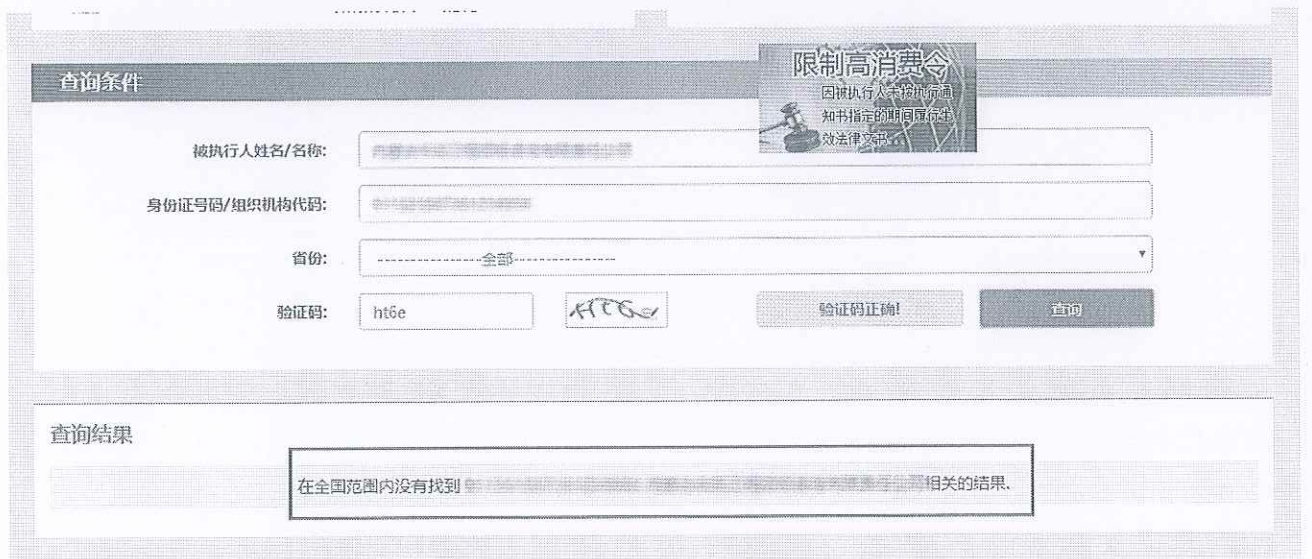 限制高消费令
因被执行人未按执行通
知书指定的期间履行生
效法律文书...
查询条件
被执行人姓名/名称:
身份证号码/组织机构代码:
省份: ----------------全部----------------
验证码: ht6e 验证码正确! 查询
查询结果
在全国范围内没有找到 相关的结果.